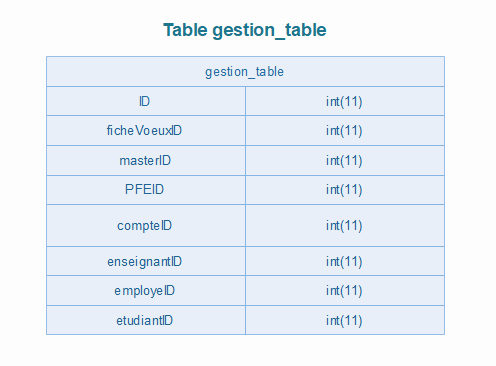 Table gestion_table
gestion_table
ID int(11)
ficheVoeuxID int(11)
masterID int(11)
PFEID int(11)
compteID int(11)
enseignantID int(11)
employeID int(11)
etudiantID int(11)